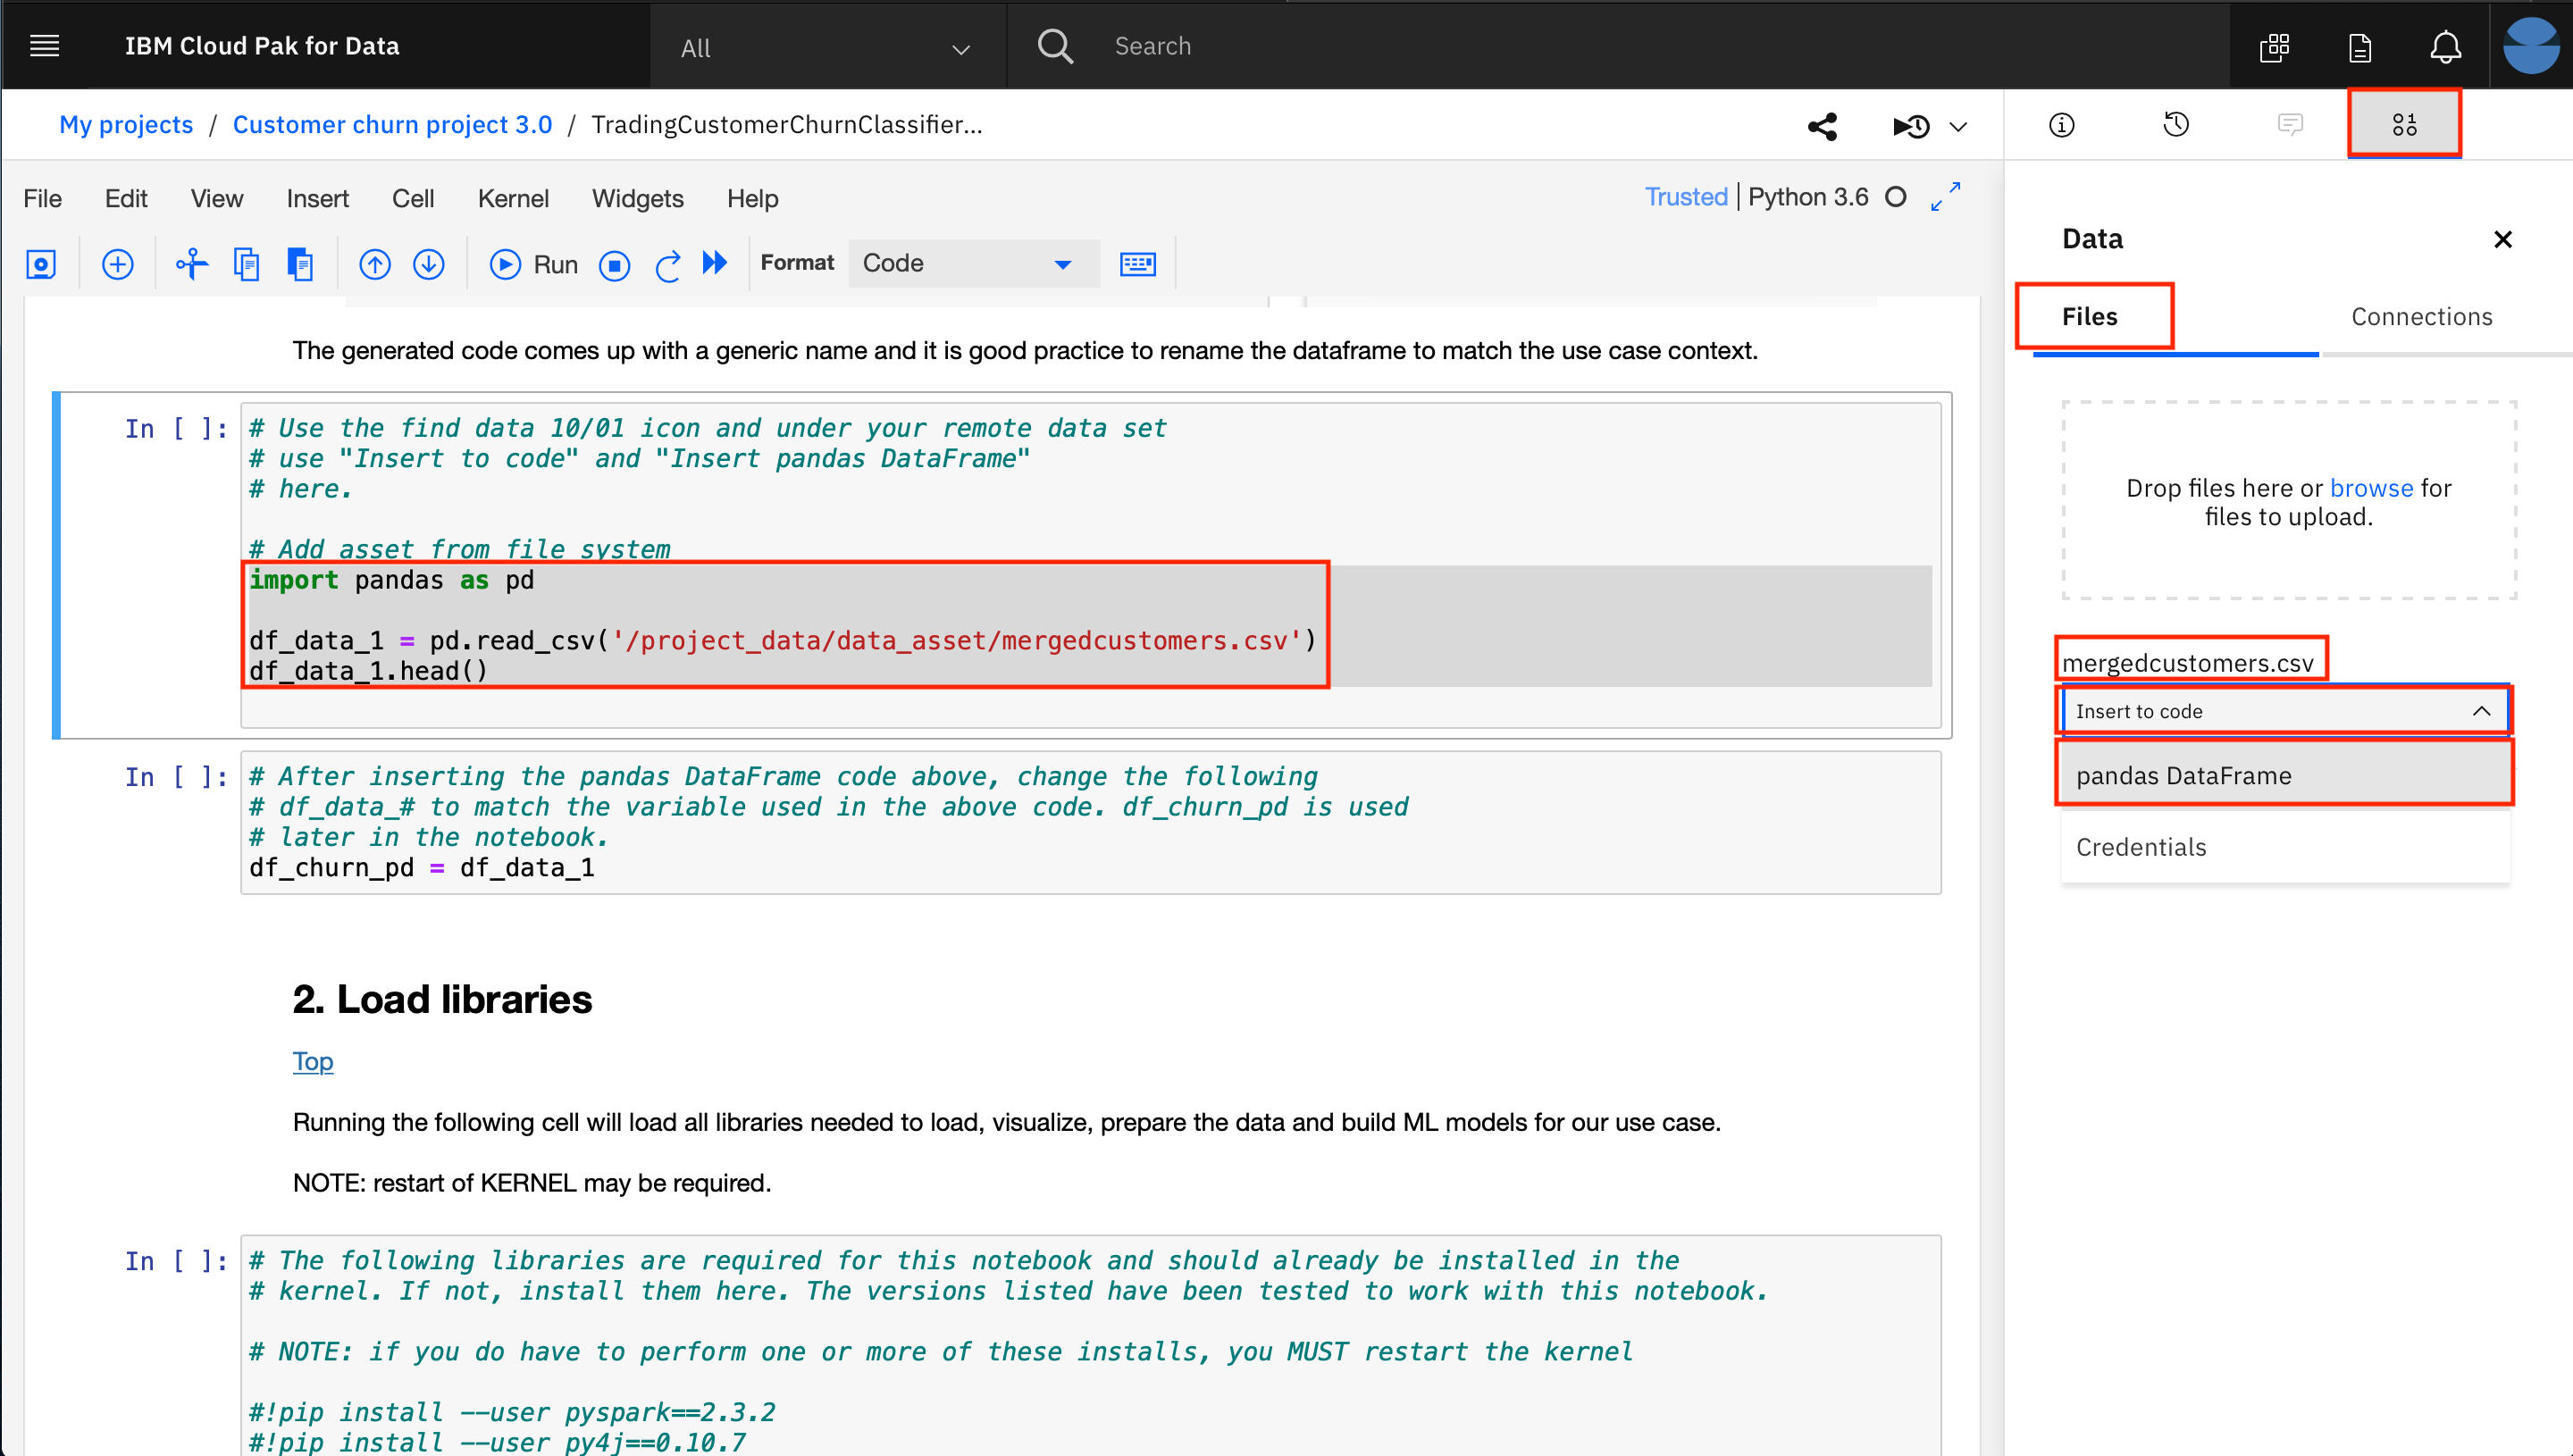 IBM Cloud Pak for Data
All
Search
My projects / Customer churn project 3.0 / TradingCustomerChurnClassifier...
File Edit View Insert Cell Kernel Widgets Help
Trusted | Python 3.6
Run
Format
Code
The generated code comes up with a generic name and it is good practice to rename the dataframe to match the use case context.
In [ ]:
# Use the find data 10/01 icon and under your remote data set
# use "Insert to code" and "Insert pandas DataFrame"
# here.
# Add asset from file system
import pandas as pd
df_data_1 = pd.read_csv('/project_data/data_asset/mergedcustomers.csv')
df_data_1.head()
In [ ]:
# After inserting the pandas DataFrame code above, change the following
# df_data_# to match the variable used in the above code. df_churn_pd is used
# later in the notebook.
df_churn_pd = df_data_1
2. Load libraries
Top
Running the following cell will load all libraries needed to load, visualize, prepare the data and build ML models for our use case.
NOTE: restart of KERNEL may be required.
In [ ]:
# The following libraries are required for this notebook and should already be installed in the
# kernel. If not, install them here. The versions listed have been tested to work with this notebook.
# NOTE: if you do have to perform one or more of these installs, you MUST restart the kernel
#!pip install --user pyspark==2.3.2
#!pip install --user py4j==0.10.7
Data
Files
Connections
Drop files here or browse for
files to upload.
mergedcustomers.csv
Insert to code
pandas DataFrame
Credentials